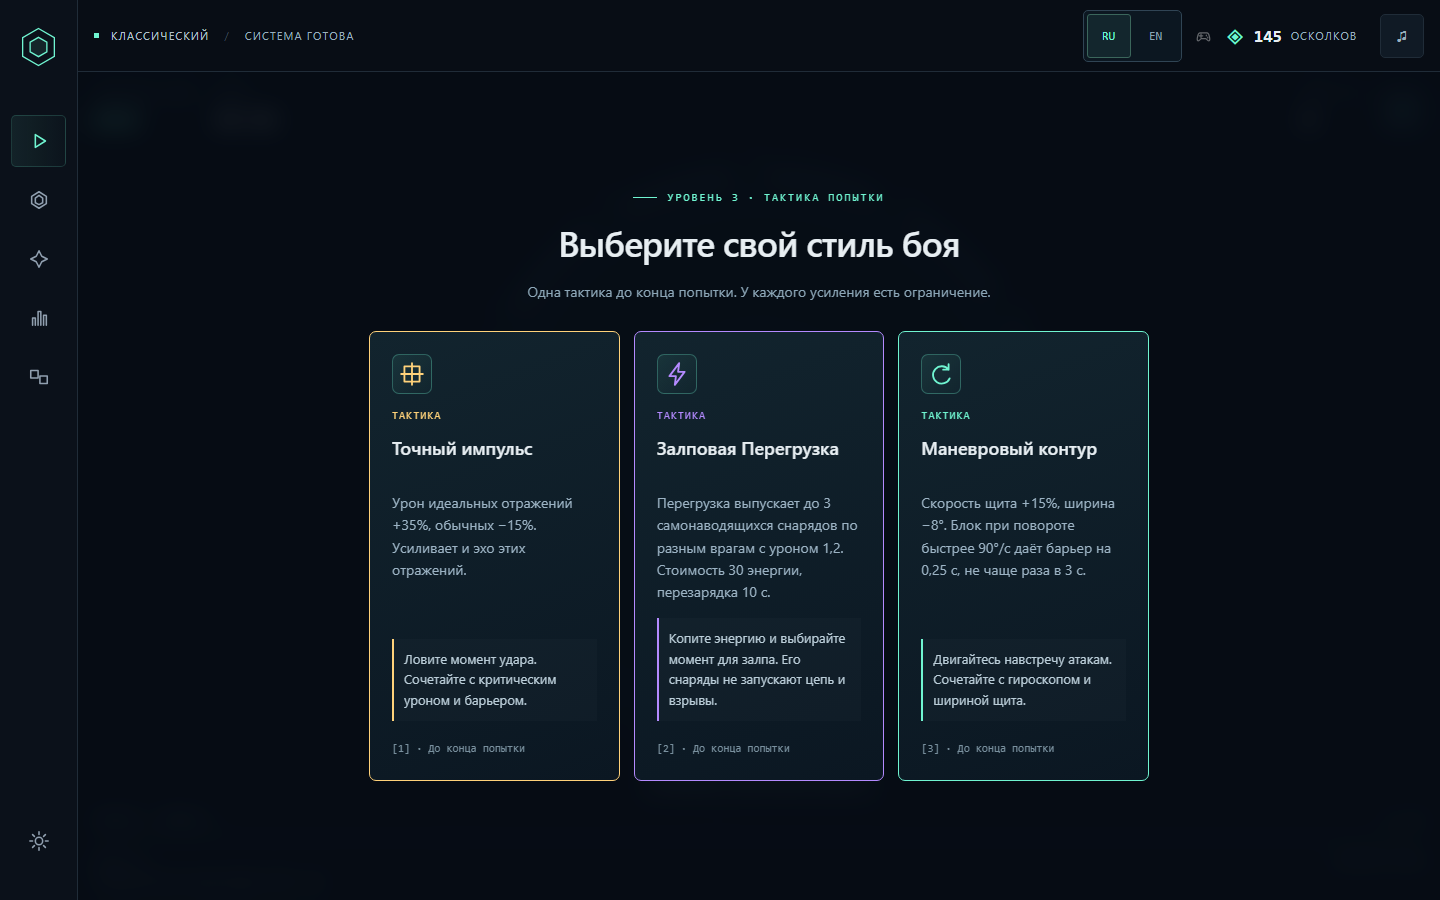 КЛАССИЧЕСКИЙ / СИСТЕМА ГОТОВА
RU EN 145 ОСКОЛКОВ
УРОВЕНЬ 3 · ТАКТИКА ПОПЫТКИ
Выберите свой стиль боя
Одна тактика до конца попытки. У каждого усиления есть ограничение.
ТАКТИКА
Точный импульс
Урон идеальных отражений
+35%, обычных −15%.
Усиливает и эхо этих
отражений.
Ловите момент удара.
Сочетайте с критическим
уроном и барьером.
[1] · До конца попытки
ТАКТИКА
Залповая Перегрузка
Перегрузка выпускает до 3
самонаводящихся снарядов по
разным врагам с уроном 1,2.
Стоимость 30 энергии,
перезарядка 10 с.
Копите энергию и выбирайте
момент для залпа. Его
снаряды не запускают цепь и
взрывы.
[2] · До конца попытки
ТАКТИКА
Маневровый контур
Скорость щита +15%, ширина
−8°. Блок при повороте
быстрее 90°/с даёт барьер на
0,25 с, не чаще раза в 3 с.
Двигайтесь навстречу атакам.
Сочетайте с гироскопом и
шириной щита.
[3] · До конца попытки